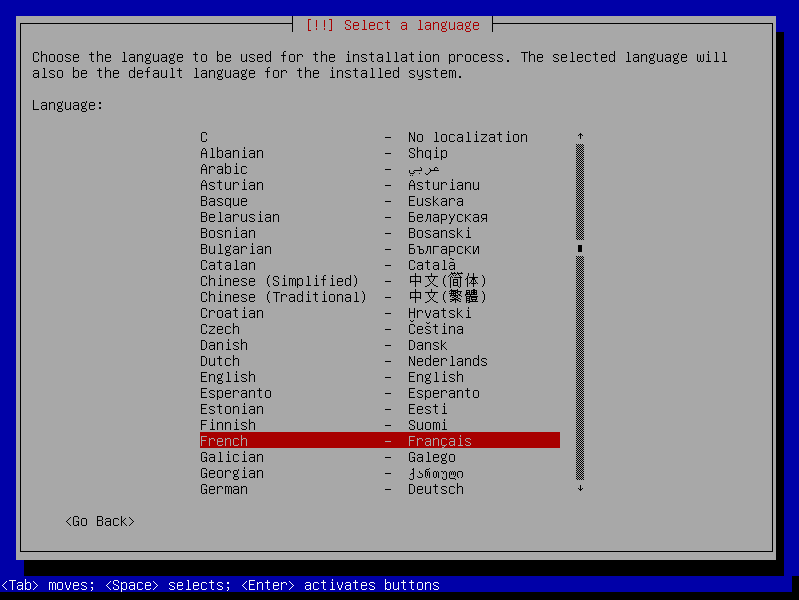 [!!] Select a language
Choose the language to be used for the installation process. The selected language will
also be the default language for the installed system.
Language:
C - No localization
Albanian - Shqip
Arabic - عربي
Asturian - Asturianu
Basque - Euskara
Belarusian - Беларуская
Bosnian - Bosanski
Bulgarian - Български
Catalan - Català
Chinese (Simplified) - 中文(简体)
Chinese (Traditional) - 中文(繁體)
Croatian - Hrvatski
Czech - Čeština
Danish - Dansk
Dutch - Nederlands
English - English
Esperanto - Esperanto
Estonian - Eesti
Finnish - Suomi
French - Français
Galician - Galego
Georgian - ქართული
German - Deutsch
<Go Back>
<Tab> moves; <Space> selects; <Enter> activates buttons